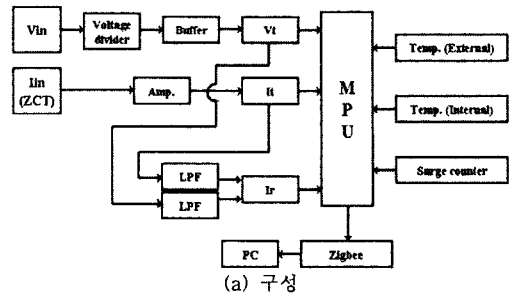 Vin
Voltage
divider
Buffer
Vt
Iin
(ZCT)
Amp.
It
LPF
LPF
Ir
M
P
U
Temp. (External)
Temp. (Internal)
Surge counter
PC
Zigbee
(a) 구성